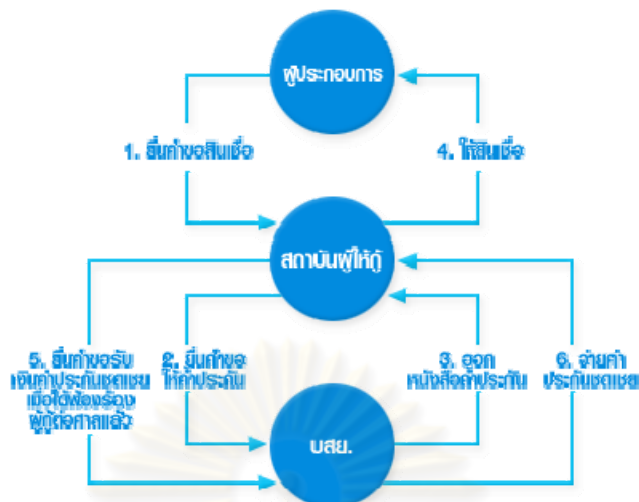 ผู้ประกอบการ
1. ยื่นคำขอสินเชื่อ
4. ให้สินเชื่อ
สถาบันผู้ให้กู้
5. ยื่นคำขอรับ
เงินค้ำประกันชดเชย
เมื่อได้ฟ้องร้อง
ผู้กู้ต่อศาลแล้ว
2. ยื่นคำขอ
ให้ค้ำประกัน
3. ออก
หนังสือค้ำประกัน
6. จ่ายค่า
ประกันชดเชย
บสย.